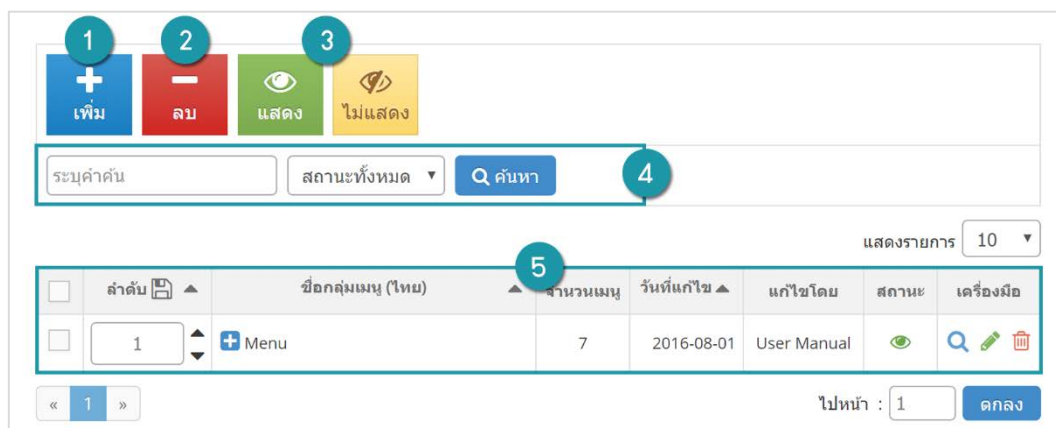 1 2 3
เพิ่ม ลบ แสดง ไม่แสดง
ระบุคำค้น สถานะทั้งหมด ค้นหา 4
แสดงรายการ 10
5
ลำดับ ชื่อกลุ่มเมนู (ไทย) จำนวนเมนู วันที่แก้ไข แก้ไขโดย สถานะ เครื่องมือ
1 Menu 7 2016-08-01 User Manual
« 1 » ไปหน้า : 1 ตกลง